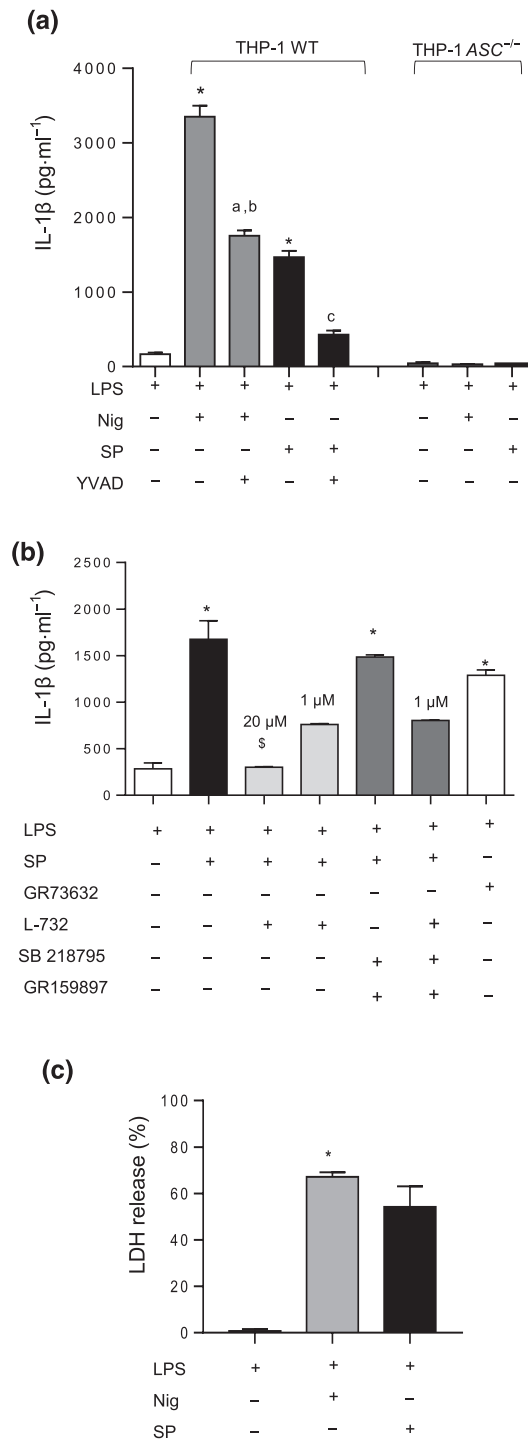 (a)
THP-1 WT THP-1 ASC−/−
4000
3000
2000
1000
0
IL-1β (pg·ml−1)
*
a ,b
*
c
LPS + + + + + + + +
Nig – + + – – – + –
SP – – – + + – – +
YVAD – – + – + – – –
(b)
2500
2000
1500
1000
500
0
IL-1β (pg·ml−1)
*
20 µM
$
1 µM
*
1 µM
*
LPS + + + + + + +
SP – + + + + + –
GR73632 – – – – – – +
L-732 – – + + – + –
SB 218795 – – – – + + –
GR159897 – – – – + + –
(c)
100
80
60
40
20
0
LDH release (%)
*
LPS + + +
Nig – + –
SP – – +